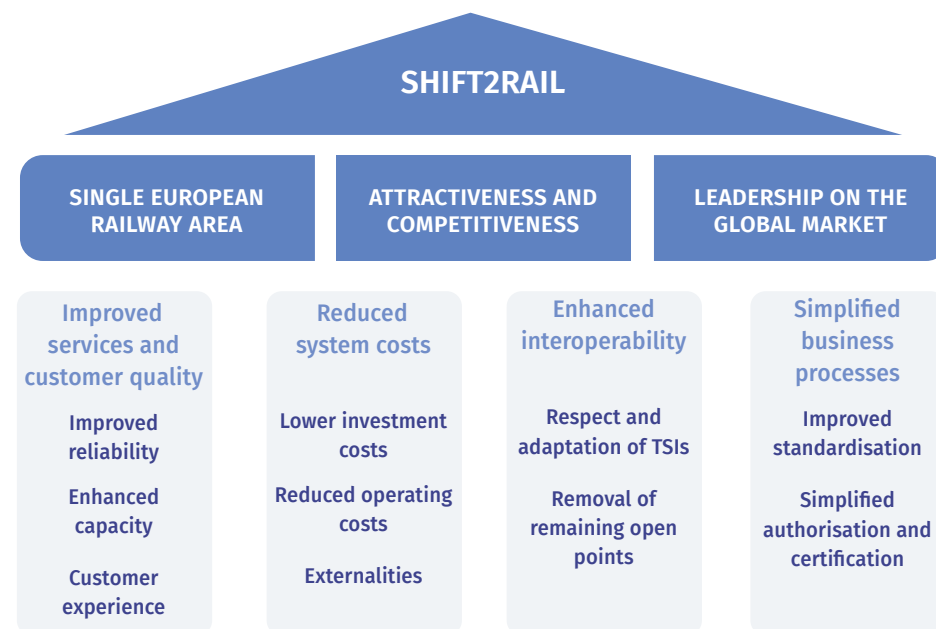 SHIFT2RAIL
SINGLE EUROPEAN
RAILWAY AREA
ATTRACTIVENESS AND
COMPETITIVENESS
LEADERSHIP ON THE
GLOBAL MARKET
Improved
services and
customer quality
Improved
reliability
Enhanced
capacity
Customer
experience
Reduced
system costs
Lower investment
costs
Reduced operating
costs
Externalities
Enhanced
interoperability
Respect and
adaptation of TSIs
Removal of
remaining open
points
Simplified
business
processes
Improved
standardisation
Simplified
authorisation and
certification